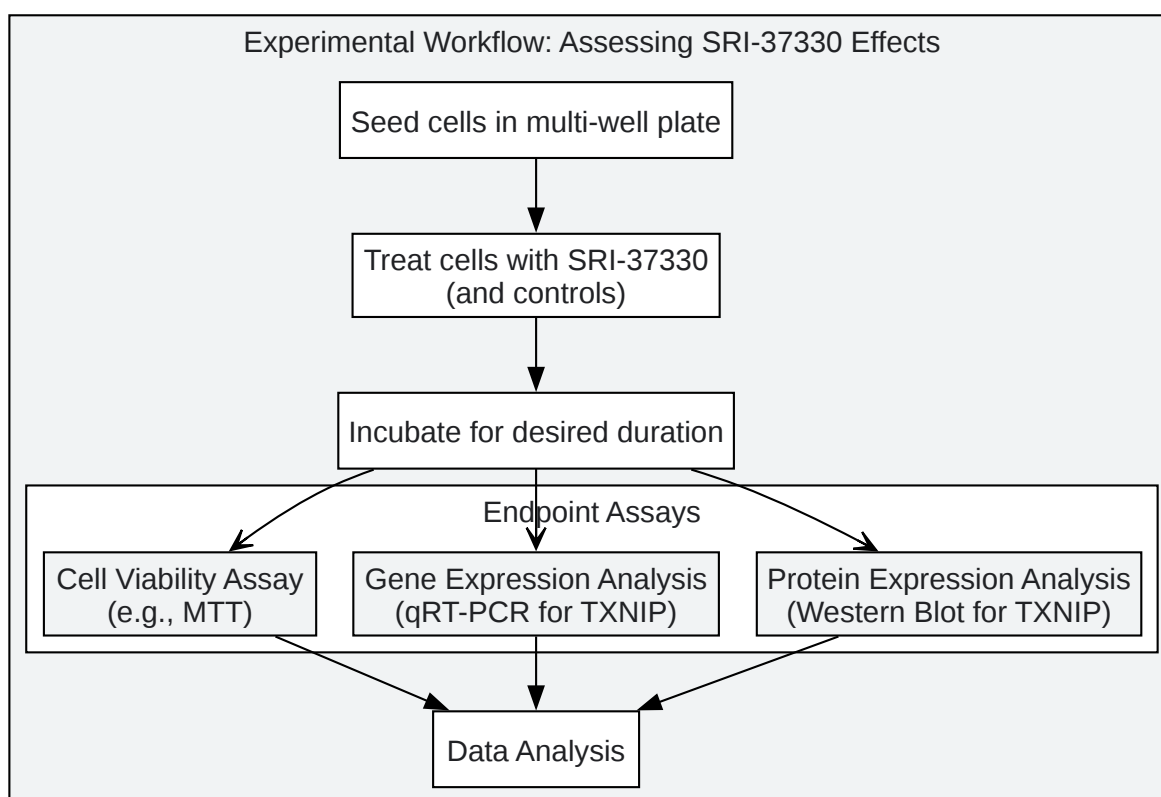 Experimental Workflow: Assessing SRI-37330 Effects
Seed cells in multi-well plate
Treat cells with SRI-37330
(and controls)
Incubate for desired duration
Endpoint Assays
Cell Viability Assay
(e.g., MTT)
Gene Expression Analysis
(qRT-PCR for TXNIP)
Protein Expression Analysis
(Western Blot for TXNIP)
Data Analysis